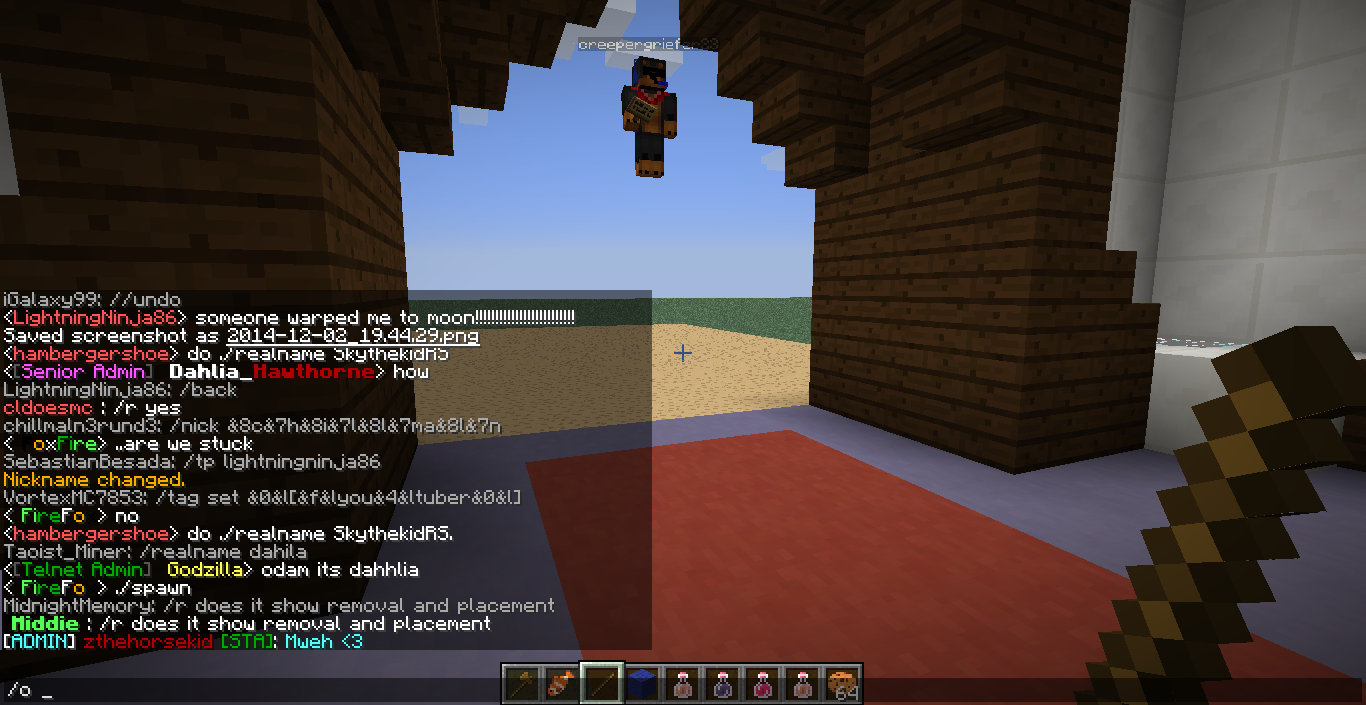 creepergriefer
iGalaxy99: //undo
<LightningNinja86> someone warped me to moon!!!!!!!!!!!!!!!!!!!!!!!!!
Saved screenshot as 2014-12-02_19.44.29.png
<hambergershoe> do ./realname SkythekidRS
<[Senior Admin] Dahlia_Hawthorne> how
LightningNinja86: /back
cldoesmc : /r yes
chillmaln3rund3: /nick &8c&7h&8i&7l&8l&7ma&8l&7n
< oxFire> ..are we stuck
SebastianBesada: /tp lightningninja86
Nickname changed.
VortexMC7853: /tag set &0&l[&f&lyou&4&ltuber&0&l]
< FireFo > no
<hambergershoe> do ./realname SkythekidRS.
Taoist_Miner: /realname dahila
<[Telnet Admin] Godzilla> odam its dahhlia
< FireFo > ./spawn
MidnightMemory: /r does it show removal and placement
Middie : /r does it show removal and placement
[ADMIN] zthehorsekid [STA]: Mweh <3
64
/o _